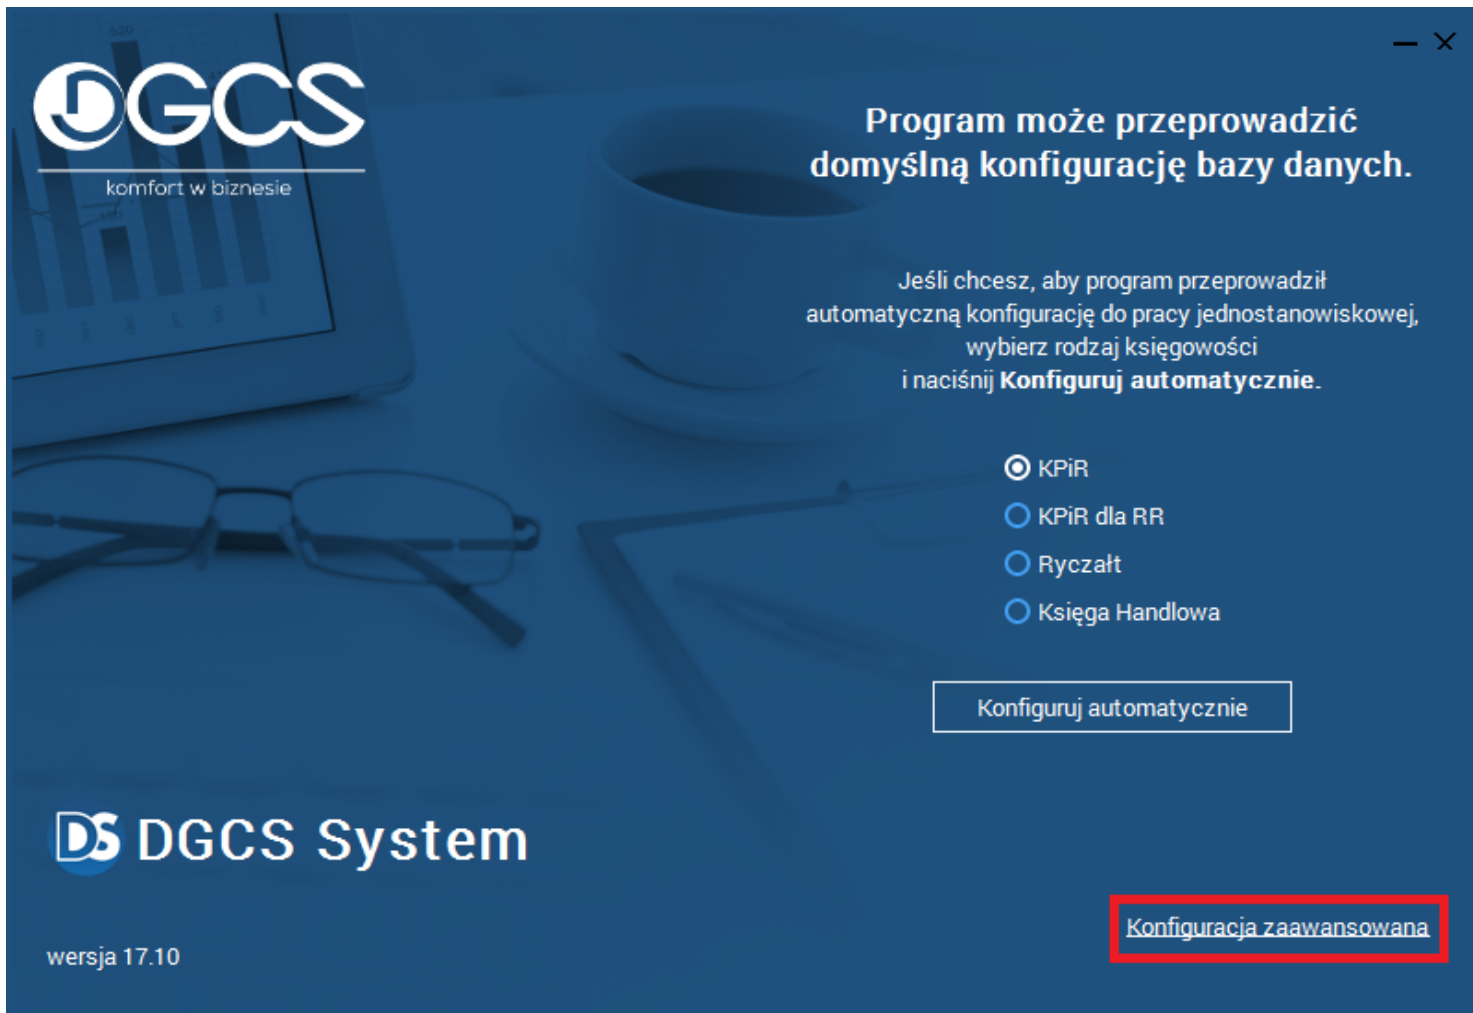 DGCS
komfort w biznesie
Program może przeprowadzić
domyślną konfigurację bazy danych.
Jeśli chcesz, aby program przeprowadził
automatyczną konfigurację do pracy jednostanowiskowej,
wybierz rodzaj księgowości
i naciśnij Konfiguruj automatycznie.
KPiR
KPiR dla RR
Ryczałt
Księga Handlowa
Konfiguruj automatycznie
DS DGCS System
Konfiguracja zaawansowana
wersja 17.10